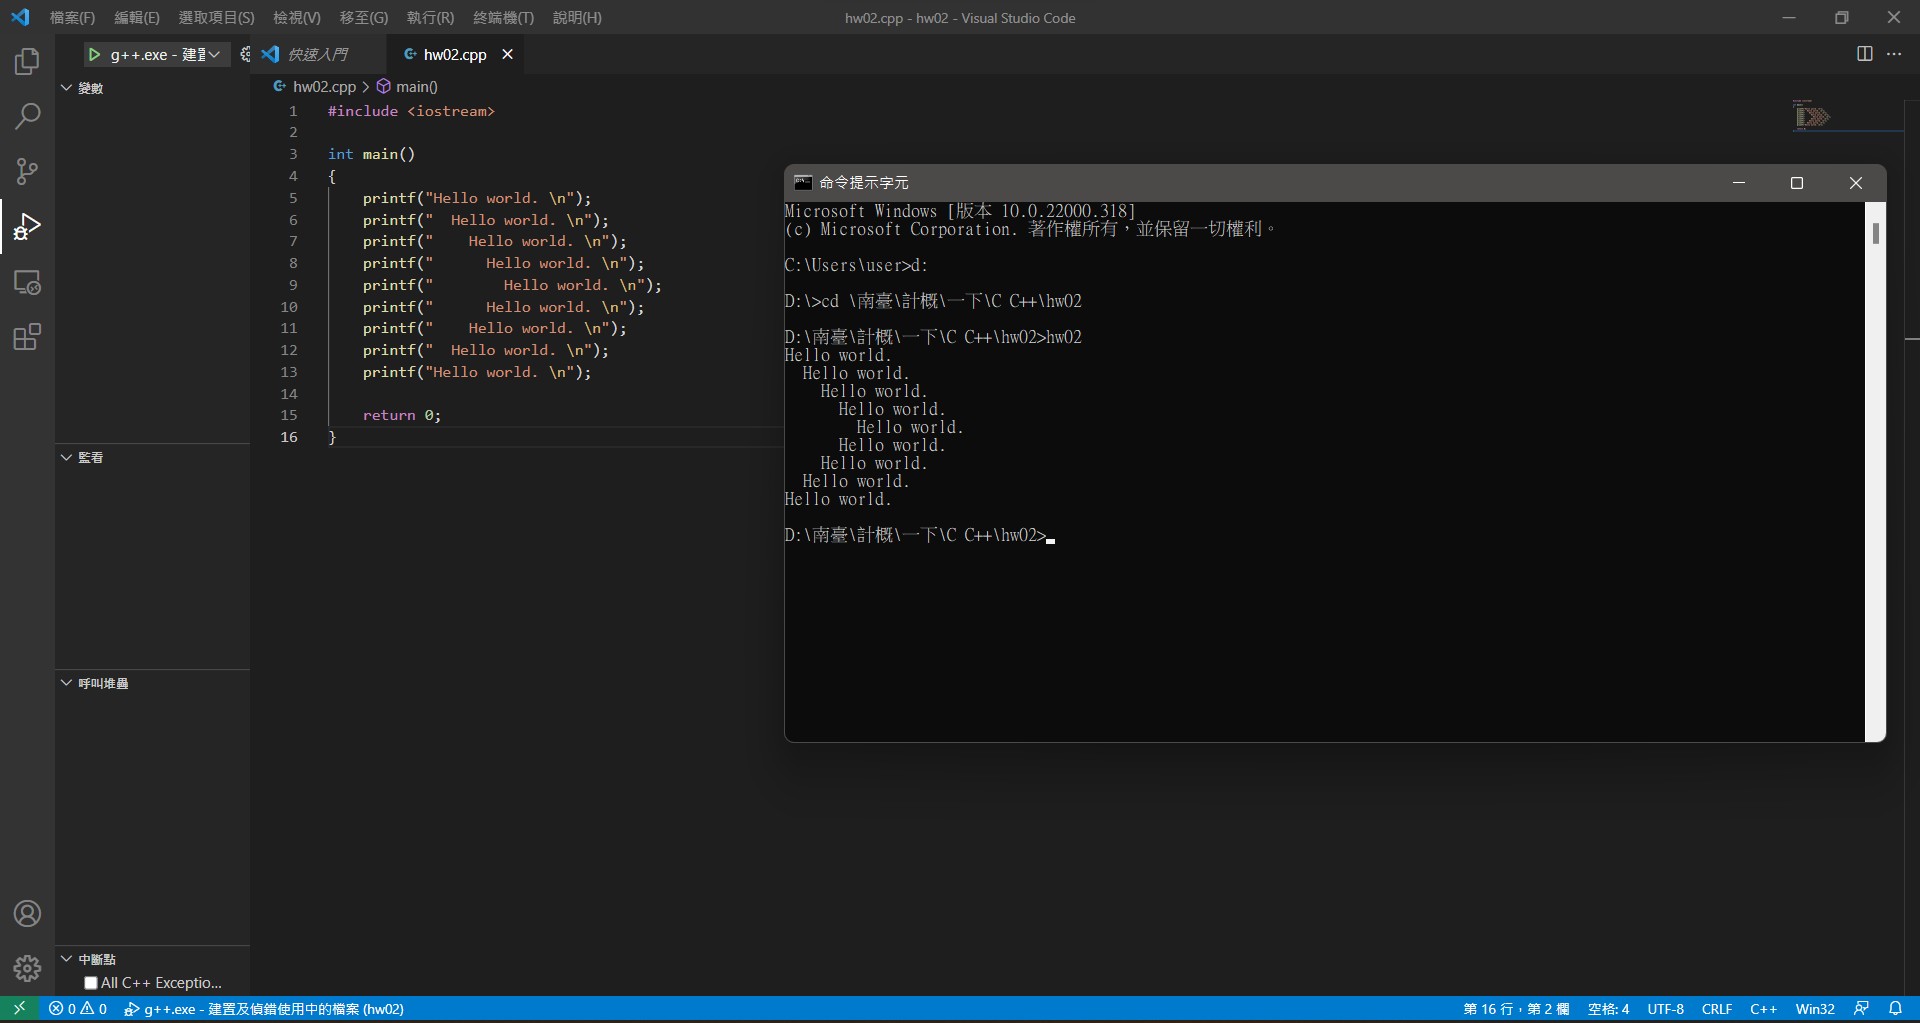 檔案(F) 編輯(E) 選取項目(S) 檢視(V) 移至(G) 執行(R) 終端機(T) 說明(H) hw02.cpp - hw02 - Visual Studio Code
g++.exe - 建置 快速入門 hw02.cpp
變數
hw02.cpp > main()
1 #include <iostream>
2
3 int main()
4 {
5     printf("Hello world. \n");
6     printf("  Hello world. \n");
7     printf("    Hello world. \n");
8     printf("      Hello world. \n");
9     printf("        Hello world. \n");
10     printf("      Hello world. \n");
11     printf("    Hello world. \n");
12     printf("  Hello world. \n");
13     printf("Hello world. \n");
14
15     return 0;
16 }
監看
呼叫堆疊
中斷點
All C++ Exceptio...
命令提示字元
Microsoft Windows [版本 10.0.22000.318]
(c) Microsoft Corporation. 著作權所有，並保留一切權利。
C:\Users\user>d:
D:\>cd \南臺\計概\一下\C C++\hw02
D:\南臺\計概\一下\C C++\hw02>hw02
Hello world.
  Hello world.
    Hello world.
      Hello world.
        Hello world.
      Hello world.
    Hello world.
  Hello world.
Hello world.
D:\南臺\計概\一下\C C++\hw02>
0 0 g++.exe - 建置及偵錯使用中的檔案 (hw02) 第 16 行，第 2 欄 空格: 4 UTF-8 CRLF C++ Win32